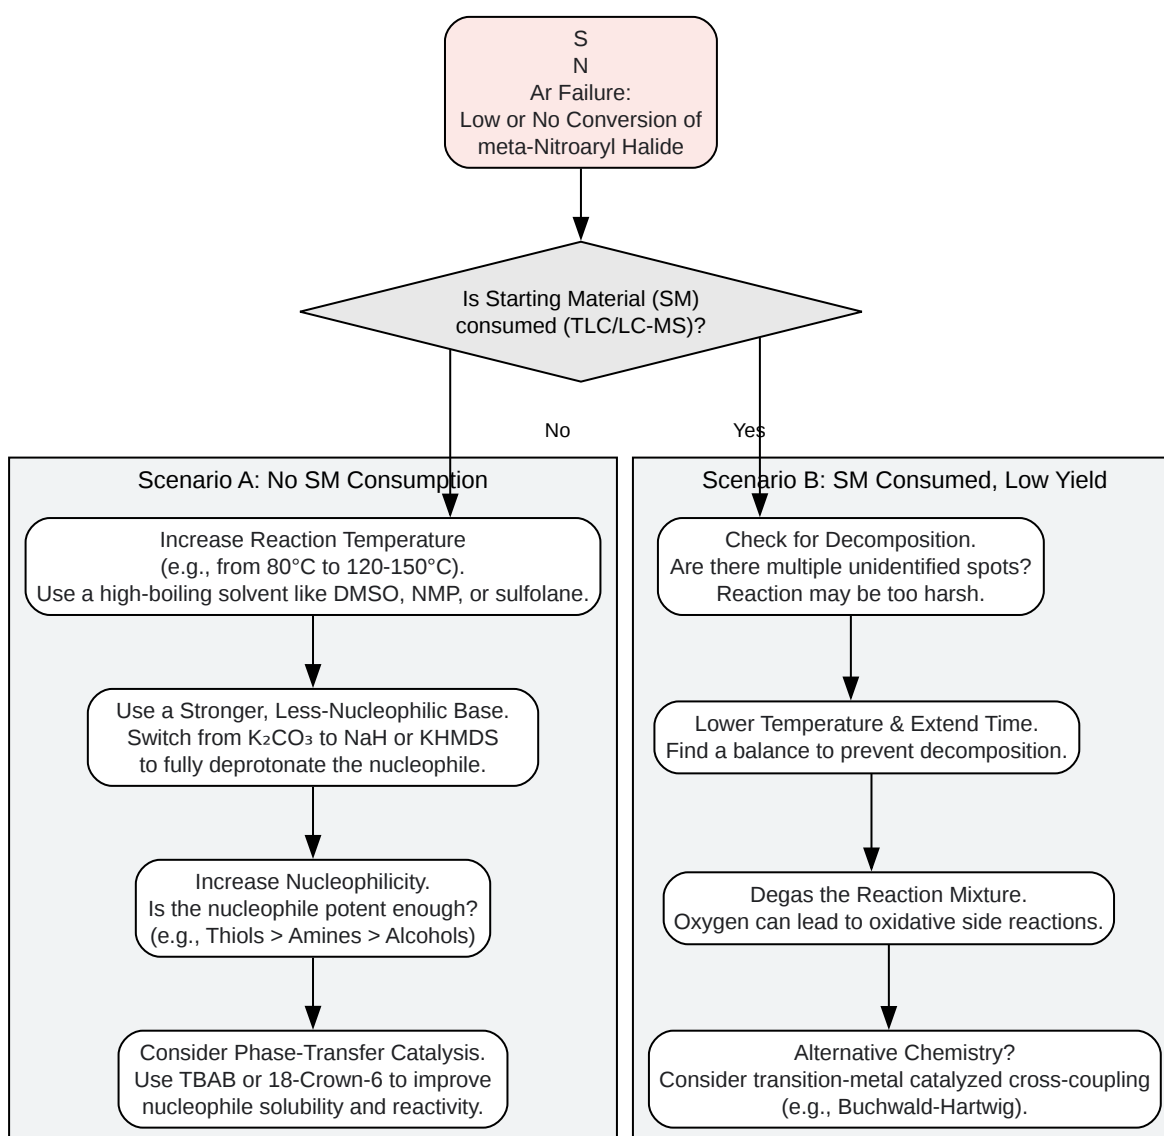 S
N
Ar Failure:
Low or No Conversion of
meta-Nitroaryl Halide
Is Starting Material (SM)
consumed (TLC/LC-MS)?
No
Yes
Scenario A: No SM Consumption
Increase Reaction Temperature
(e.g., from 80°C to 120-150°C).
Use a high-boiling solvent like DMSO, NMP, or sulfolane.
Use a Stronger, Less-Nucleophilic Base.
Switch from K₂CO₃ to NaH or KHMDS
to fully deprotonate the nucleophile.
Increase Nucleophilicity.
Is the nucleophile potent enough?
(e.g., Thiols > Amines > Alcohols)
Consider Phase-Transfer Catalysis.
Use TBAB or 18-Crown-6 to improve
nucleophile solubility and reactivity.
Scenario B: SM Consumed, Low Yield
Check for Decomposition.
Are there multiple unidentified spots?
Reaction may be too harsh.
Lower Temperature & Extend Time.
Find a balance to prevent decomposition.
Degas the Reaction Mixture.
Oxygen can lead to oxidative side reactions.
Alternative Chemistry?
Consider transition-metal catalyzed cross-coupling
(e.g., Buchwald-Hartwig).